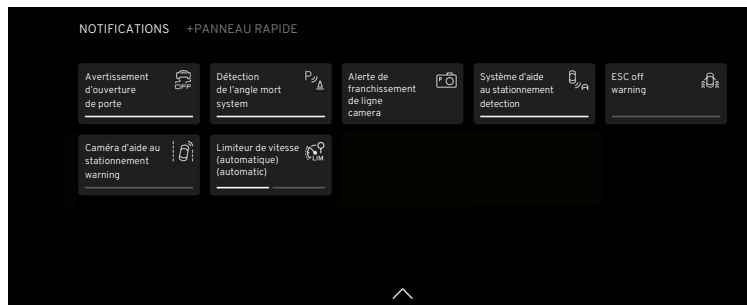 NOTIFICATIONS +PANNEAU RAPIDE
Avertissement
d'ouverture
de porte
OFF
Détection
de l'angle mort
system
P
Alerte de
franchissement
de ligne
camera
P
Système d'aide
au stationnement
detection
ESC off
warning
Caméra d'aide au
stationnement
warning
Limiteur de vitesse
(automatique)
(automatic)
LIM